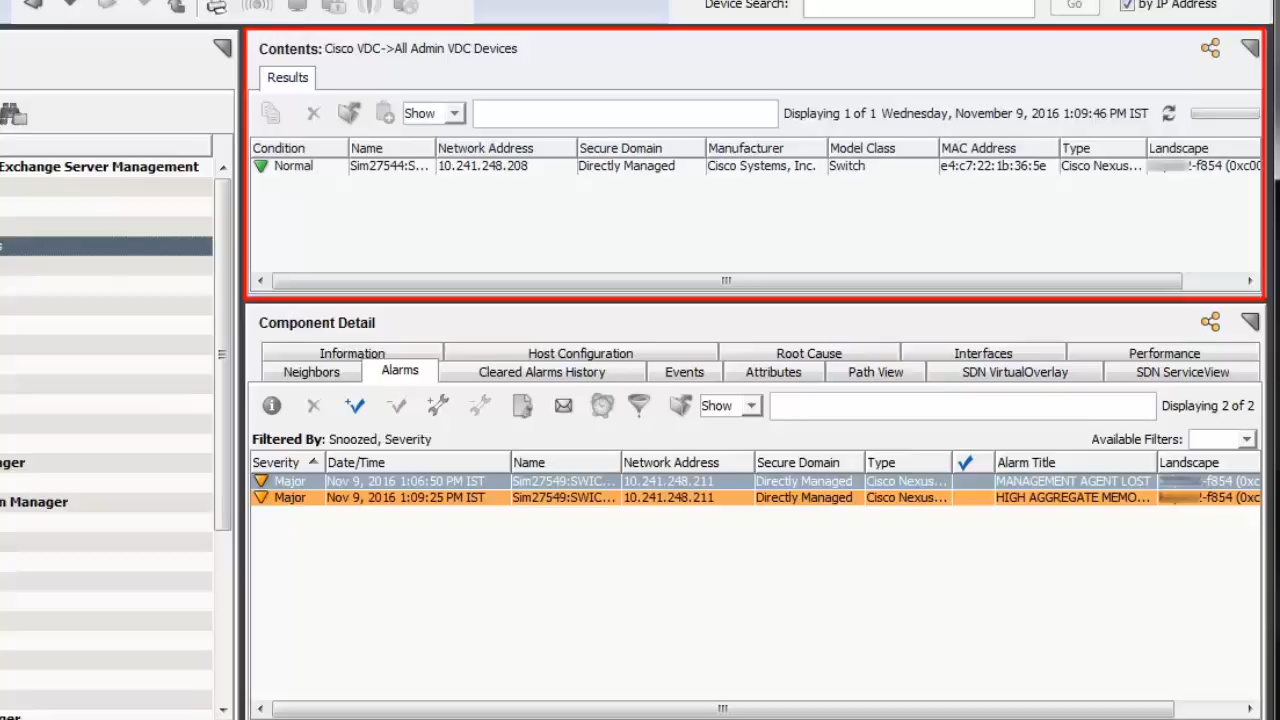 Device Search:
Go
by IP Address
Contents: Cisco VDC->All Admin VDC Devices
Results
Show
Displaying 1 of 1 Wednesday, November 9, 2016 1:09:46 PM IST
Condition Name Network Address Secure Domain Manufacturer Model Class MAC Address Type Landscape
Normal Sim27544:S... 10.241.248.208 Directly Managed Cisco Systems, Inc. Switch e4:c7:22:1b:36:5e Cisco Nexus... !-f854 (0xc00
Exchange Server Management
Component Detail
Information Host Configuration Root Cause Interfaces Performance
Neighbors Alarms Cleared Alarms History Events Attributes Path View SDN VirtualOverlay SDN ServiceView
Show
Displaying 2 of 2
Filtered By: Snoozed, Severity
Available Filters:
Severity Date/Time Name Network Address Secure Domain Type Alarm Title Landscape
Major Nov 9, 2016 1:06:50 PM IST Sim27549:SWIC... 10.241.248.211 Directly Managed Cisco Nexus... MANAGEMENT AGENT LOST -f854 (0xc
Major Nov 9, 2016 1:09:25 PM IST Sim27549:SWIC... 10.241.248.211 Directly Managed Cisco Nexus... HIGH AGGREGATE MEMO... !-f854 (0xc
ager
n Manager